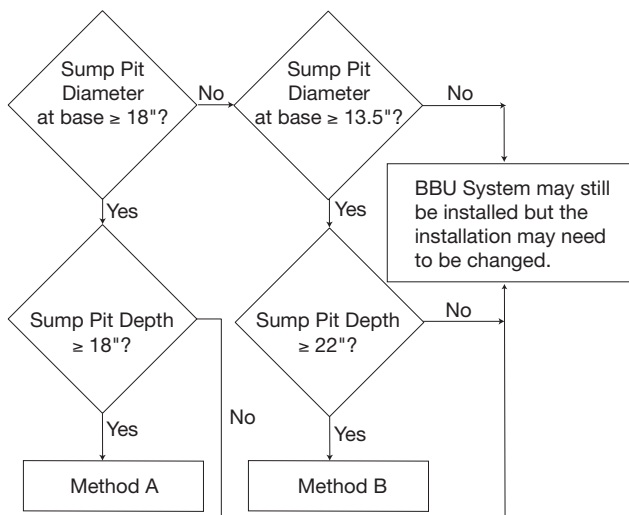 Sump Pit
Diameter
at base ≥ 18"?
No
Sump Pit
Diameter
at base ≥ 13.5"?
No
BBU System may still
be installed but the
installation may need
to be changed.
Yes
Yes
Sump Pit Depth
≥ 18"?
Sump Pit Depth
≥ 22"?
No
No
Yes
Yes
Method A
Method B